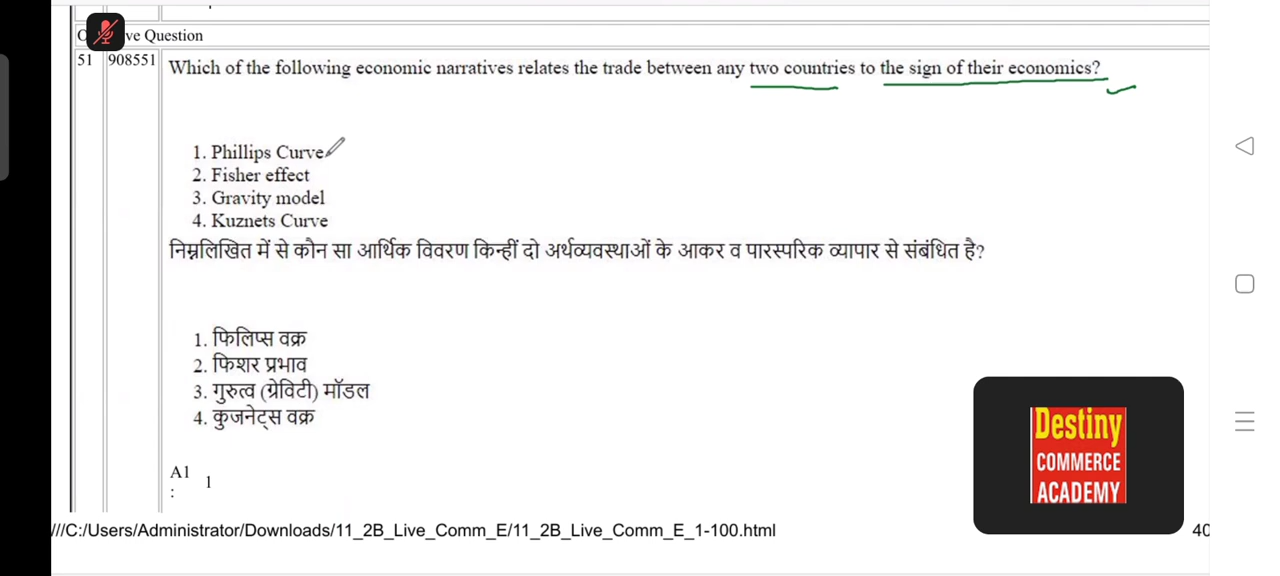 ve Question
51 908551 Which of the following economic narratives relates the trade between any two countries to the sign of their economics?
1. Phillips Curve
2. Fisher effect
3. Gravity model
4. Kuznets Curve
निम्नलिखित में से कौन सा आर्थिक विवरण किन्हीं दो अर्थव्यवस्थाओं के आकर व पारस्परिक व्यापार से संबंधित है?
1. फिलिप्स वक्र
2. फिशर प्रभाव
3. गुरुत्व (ग्रेविटी) मॉडल
4. कुजनेट्स वक्र
A1
: 1
Destiny
COMMERCE
ACADEMY
///C:/Users/Administrator/Downloads/11_2B_Live_Comm_E/11_2B_Live_Comm_E_1-100.html 40